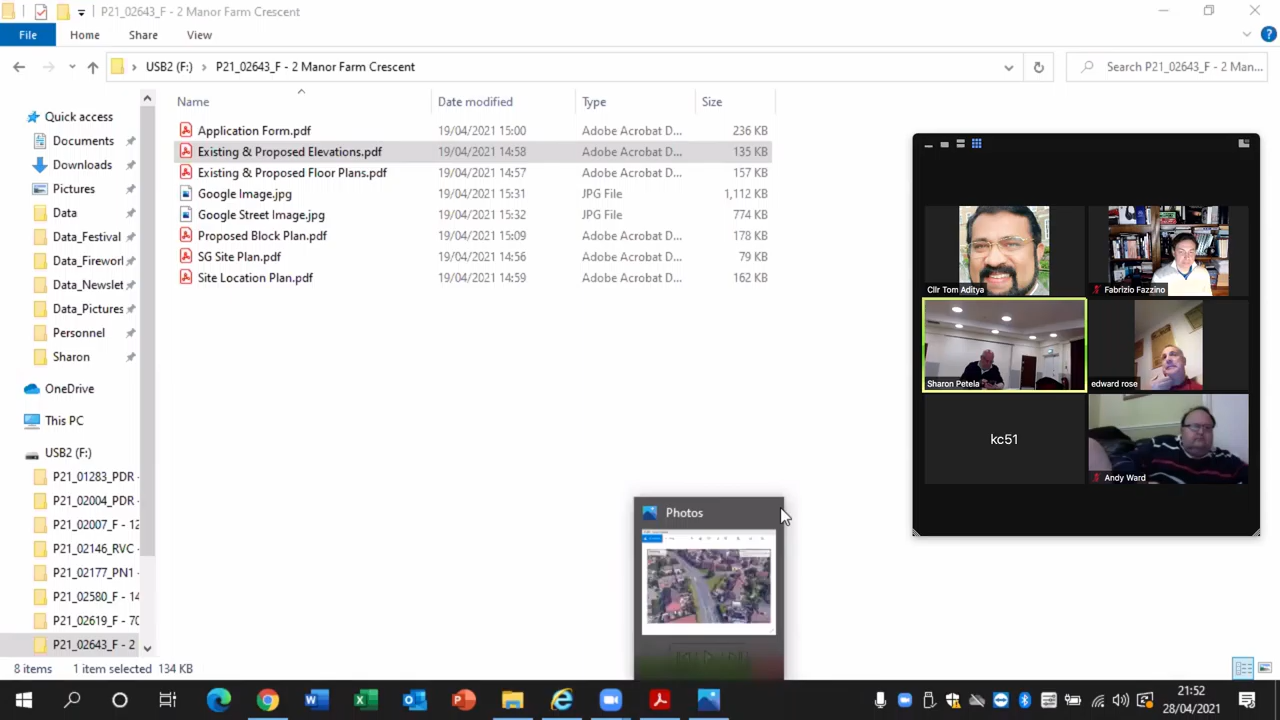 P21_02643_F - 2 Manor Farm Crescent
File Home Share View
USB2 (F:) P21_02643_F - 2 Manor Farm Crescent Search P21_02643_F - 2 Man...
Name Date modified Type Size
Application Form.pdf 19/04/2021 15:00 Adobe Acrobat D... 236 KB
Existing & Proposed Elevations.pdf 19/04/2021 14:58 Adobe Acrobat D... 135 KB
Existing & Proposed Floor Plans.pdf 19/04/2021 14:57 Adobe Acrobat D... 157 KB
Google Image.jpg 19/04/2021 15:31 JPG File 1,112 KB
Google Street Image.jpg 19/04/2021 15:32 JPG File 774 KB
Proposed Block Plan.pdf 19/04/2021 15:09 Adobe Acrobat D... 178 KB
SG Site Plan.pdf 19/04/2021 14:56 Adobe Acrobat D... 79 KB
Site Location Plan.pdf 19/04/2021 14:59 Adobe Acrobat D... 162 KB
Quick access
Documents
Downloads
Pictures
Data
Data_Festival
Data_Firewor
Data_Newslet
Data_Pictures
Personnel
Sharon
OneDrive
This PC
USB2 (F:)
P21_01283_PDR -
P21_02004_PDR -
P21_02007_F - 12
P21_02146_RVC -
P21_02177_PN1 -
P21_02580_F - 14
P21_02619_F - 70
P21_02643_F - 2
Cllr Tom Aditya Fabrizio Fazzino
Sharon Petela edward rose
kc51
Andy Ward
Photos
8 items 1 item selected 134 KB
21:52
28/04/2021